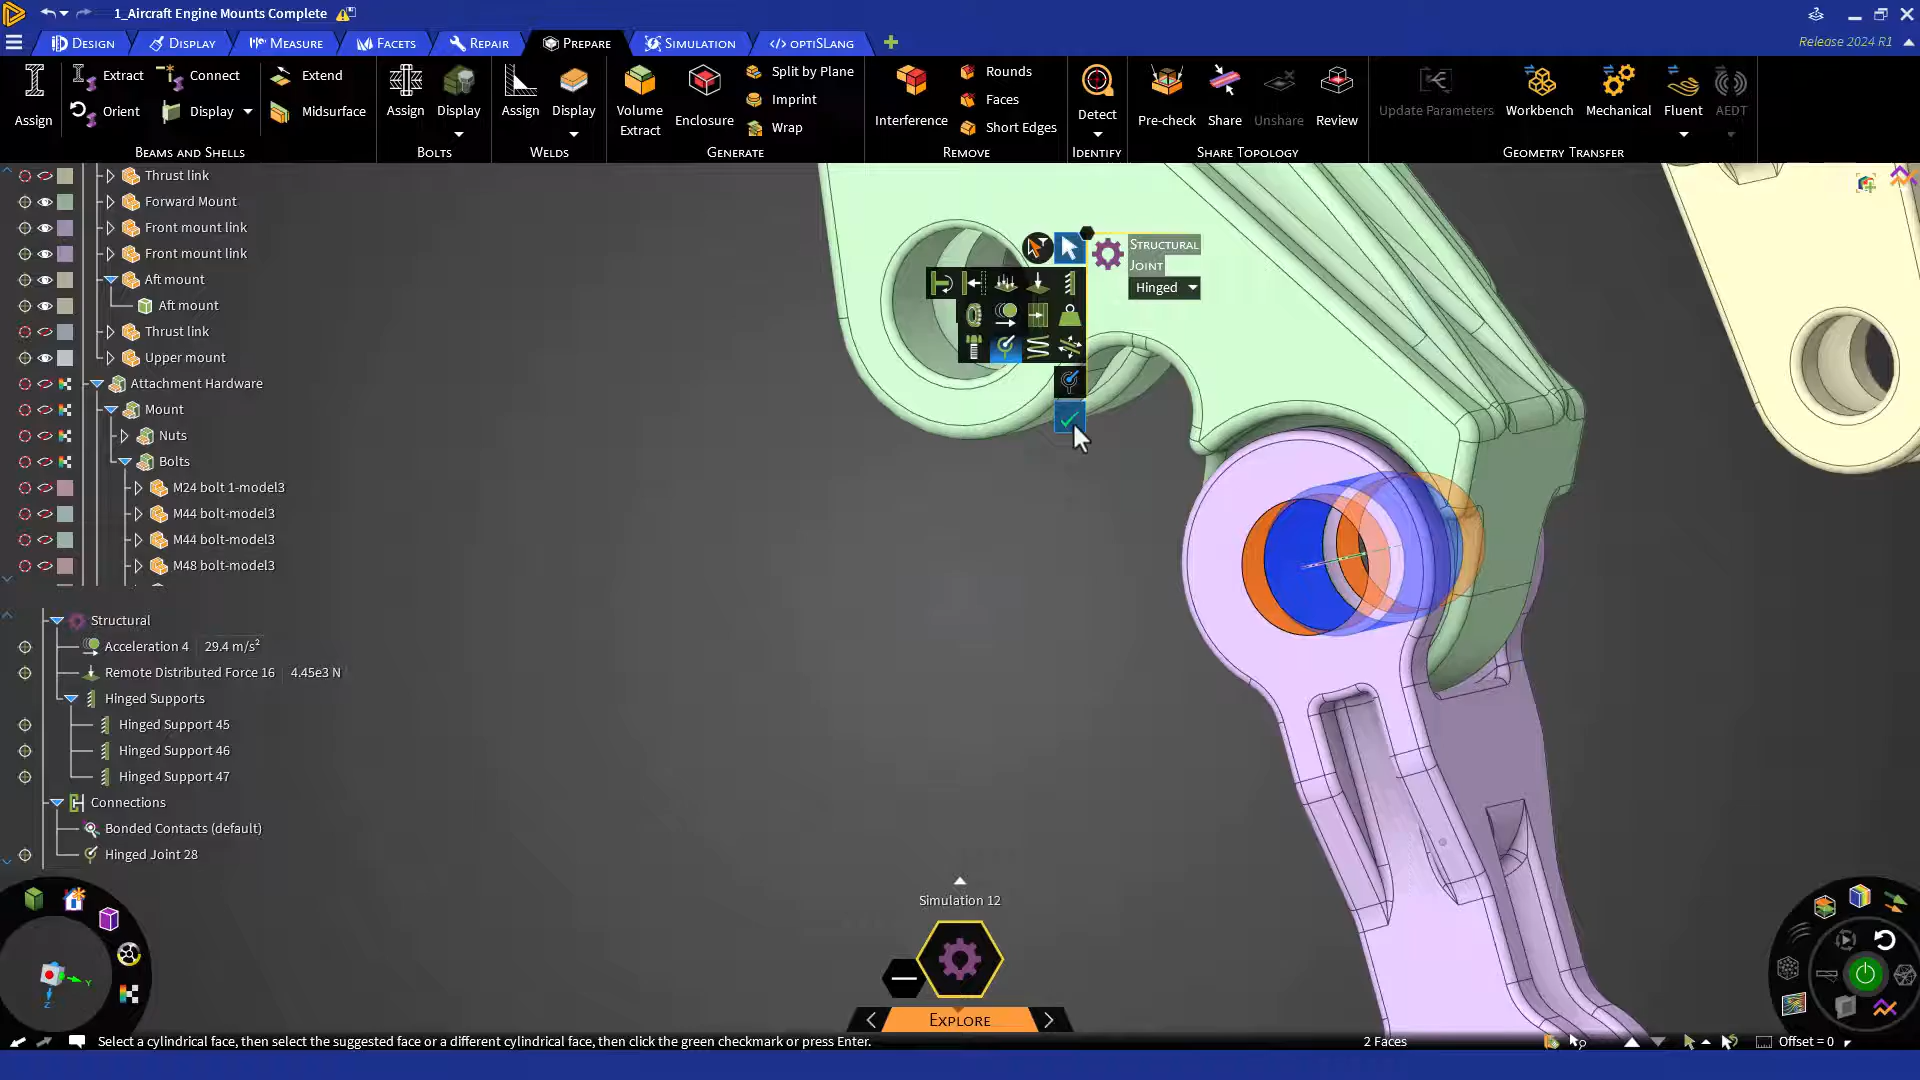 1_Aircraft Engine Mounts Complete
Design Display Measure Facets Repair Prepare Simulation optiSLang
Release 2024 R1
Assign Extract Connect Orient Display Extend Midsurface
Assign Display
Assign Display
Volume Extract Enclosure Split by Plane Imprint Wrap
Interference Rounds Faces Short Edges
Detect
Pre-check Share Unshare Review
Update Parameters Workbench Mechanical Fluent AEDT
Beams and Shells Bolts Welds Generate Remove Identify Share Topology Geometry Transfer
Thrust link
Forward Mount
Front mount link
Front mount link
Aft mount
Aft mount
Thrust link
Upper mount
Attachment Hardware
Mount
Nuts
Bolts
M24 bolt 1-model3
M44 bolt-model3
M44 bolt-model3
M48 bolt-model3
Structural
Joint
Hinged
Structural
Acceleration 4 29.4 m/s²
Remote Distributed Force 16 4.45e3 N
Hinged Supports
Hinged Support 45
Hinged Support 46
Hinged Support 47
Connections
Bonded Contacts (default)
Hinged Joint 28
Y
Z
Simulation 12
Explore
Select a cylindrical face, then select the suggested face or a different cylindrical face, then click the green checkmark or press Enter.
2 Faces
Offset = 0